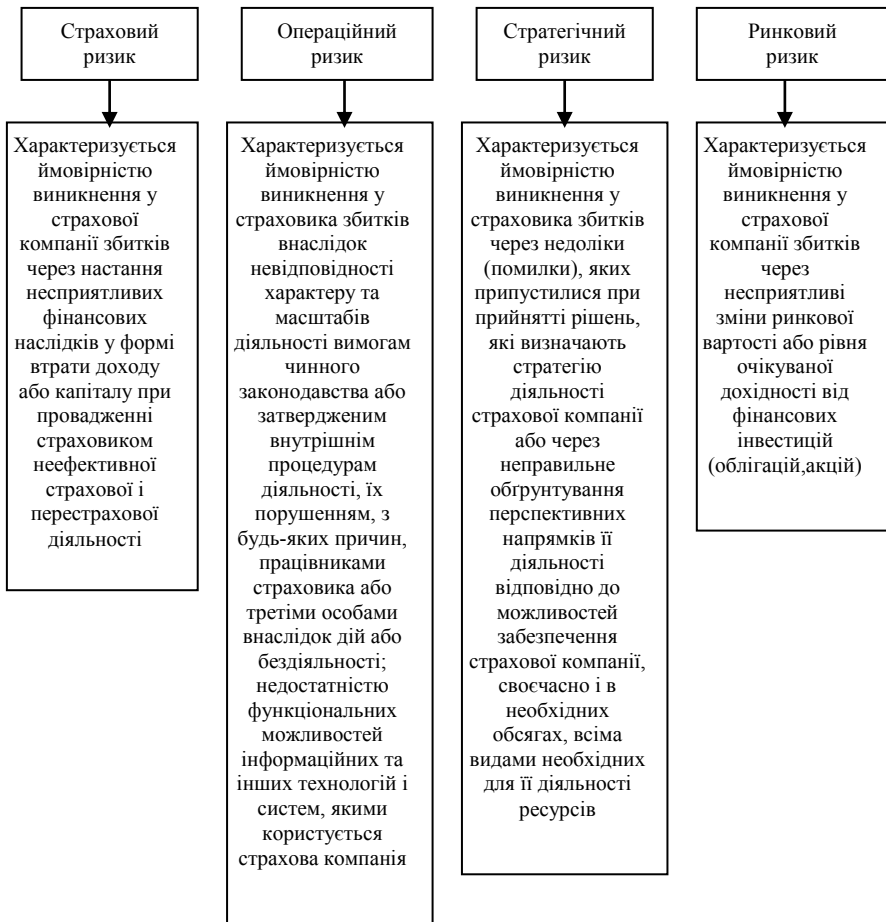 Страховий
ризик
Характеризується
ймовірністю
виникнення у
страхової
компанії збитків
через настання
несприятливих
фінансових
наслідків у формі
втрати доходу
або капіталу при
провадженні
страховиком
неефективної
страхової і
перестрахової
діяльності
Операційний
ризик
Характеризується
ймовірністю
виникнення у
страховика збитків
внаслідок
невідповідності
характеру та
масштабів
діяльності вимогам
чинного
законодавства або
затвердженим
внутрішнім
процедурам
діяльності, їх
порушенням, з
будь-яких причин,
працівниками
страховика або
третіми особами
внаслідок дій або
бездіяльності;
недостатністю
функціональних
можливостей
інформаційних та
інших технологій і
систем, якими
користується
страхова компанія
Стратегічний
ризик
Характеризується
ймовірністю
виникнення у
страховика збитків
через недоліки
(помилки), яких
припустилися при
прийнятті рішень,
які визначають
стратегію
діяльності
страхової компанії
або через
неправильне
обґрунтування
перспективних
напрямків її
діяльності
відповідно до
можливостей
забезпечення
страхової компанії,
своєчасно і в
необхідних
обсягах, всіма
видами необхідних
для її діяльності
ресурсів
Ринковий
ризик
Характеризується
ймовірністю
виникнення у
страхової
компанії збитків
через
несприятливі
зміни ринкової
вартості або рівня
очікуваної
дохідності від
фінансових
інвестицій
(облігацій,акцій)